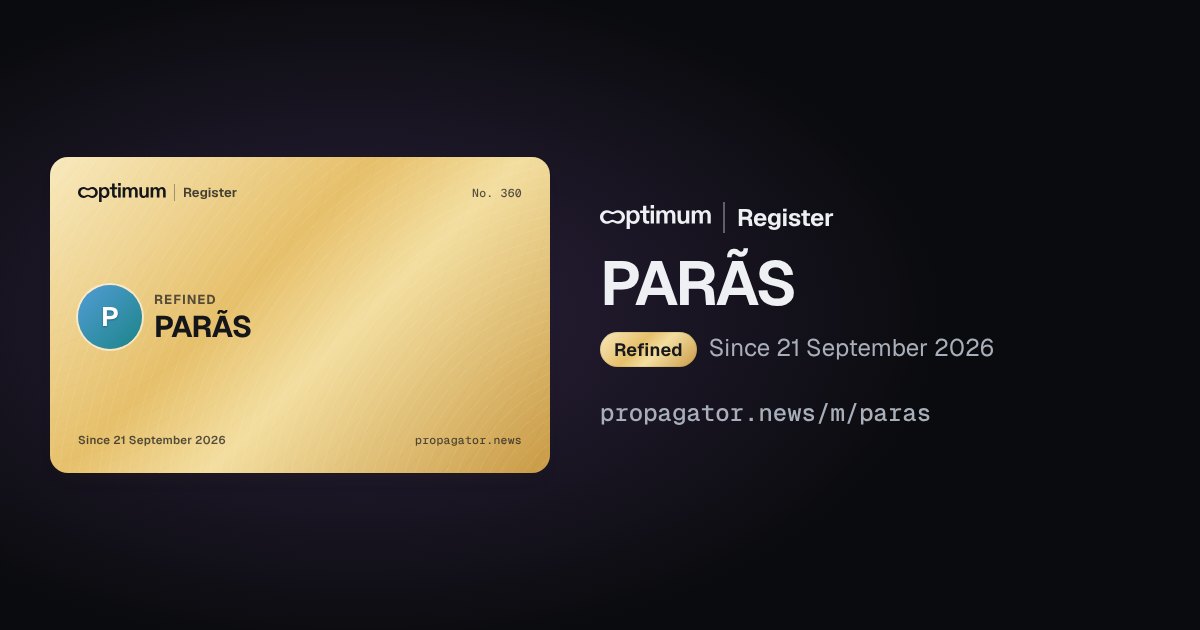 optimum | Register
No. 360
P
REFINED
PARÃS
Since 21 September 2026
propagator.news
optimum | Register
PARÃS
Refined Since 21 September 2026
propagator.news/m/paras